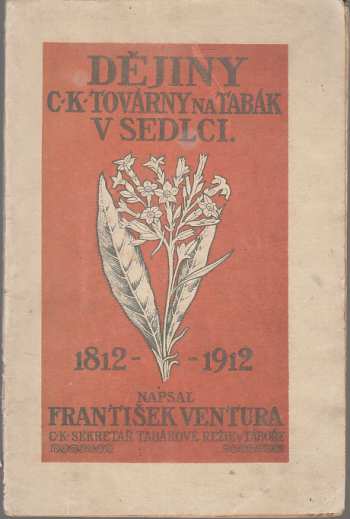 DĚJINY
C·K·TOVÁRNY NA TABÁK
V SEDLCI.
1812-
-1912
NAPSAL
FRANTIŠEK VENTURA
C·K·SEKRETÁŘ TABÁKOVÉ REŽIE V TÁBOŘE